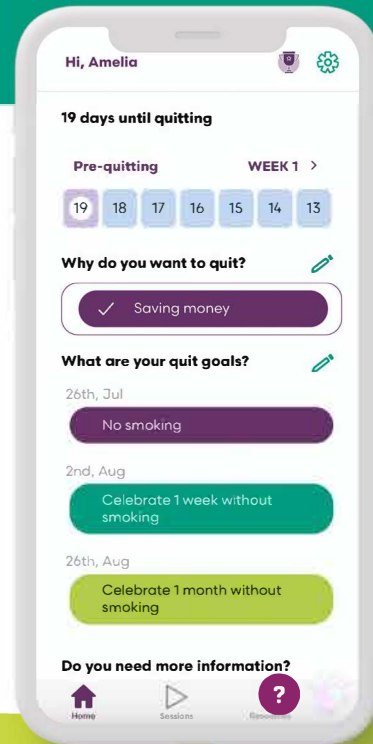 Hi, Amelia
19 days until quitting
Pre-quitting WEEK 1 >
19 18 17 16 15 14 13
Why do you want to quit?
Saving money
What are your quit goals?
26th, Jul
No smoking
2nd, Aug
Celebrate 1 week without
smoking
26th, Aug
Celebrate 1 month without
smoking
Do you need more information?
?
Home Sessions